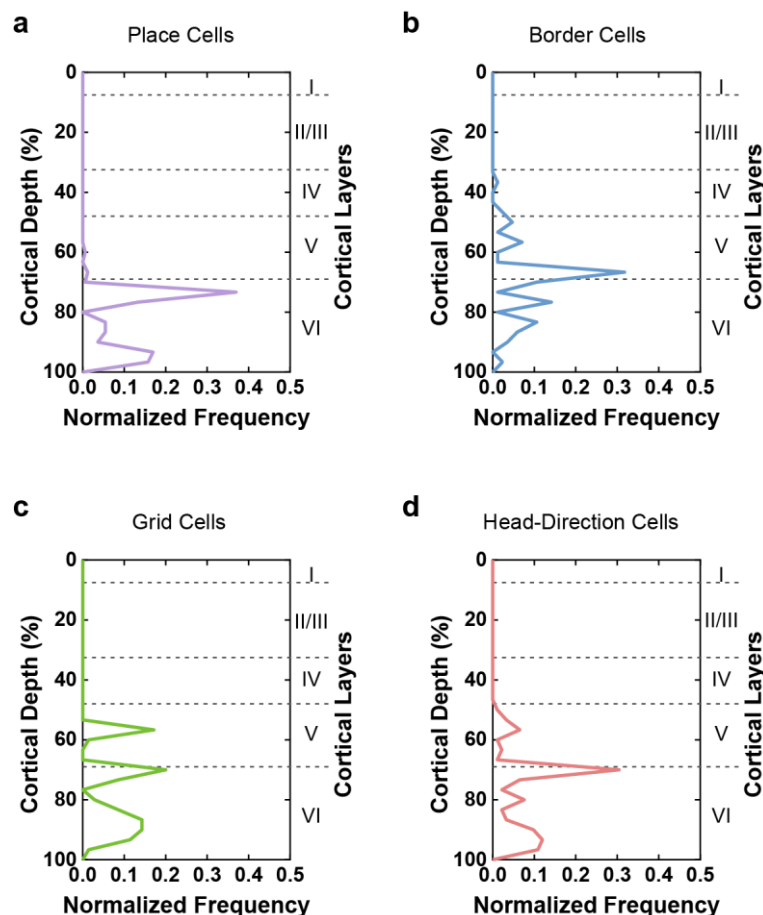 a
Place Cells
0
20
40
60
80
100
Cortical Depth (%)
I
II/III
IV
V
VI
Cortical Layers
0.0 0.1 0.2 0.3 0.4 0.5
Normalized Frequency
b
Border Cells
0
20
40
60
80
100
Cortical Depth (%)
I
II/III
IV
V
VI
Cortical Layers
0.0 0.1 0.2 0.3 0.4 0.5
Normalized Frequency
c
Grid Cells
0
20
40
60
80
100
Cortical Depth (%)
I
II/III
IV
V
VI
Cortical Layers
0.0 0.1 0.2 0.3 0.4 0.5
Normalized Frequency
d
Head-Direction Cells
0
20
40
60
80
100
Cortical Depth (%)
I
II/III
IV
V
VI
Cortical Layers
0.0 0.1 0.2 0.3 0.4 0.5
Normalized Frequency